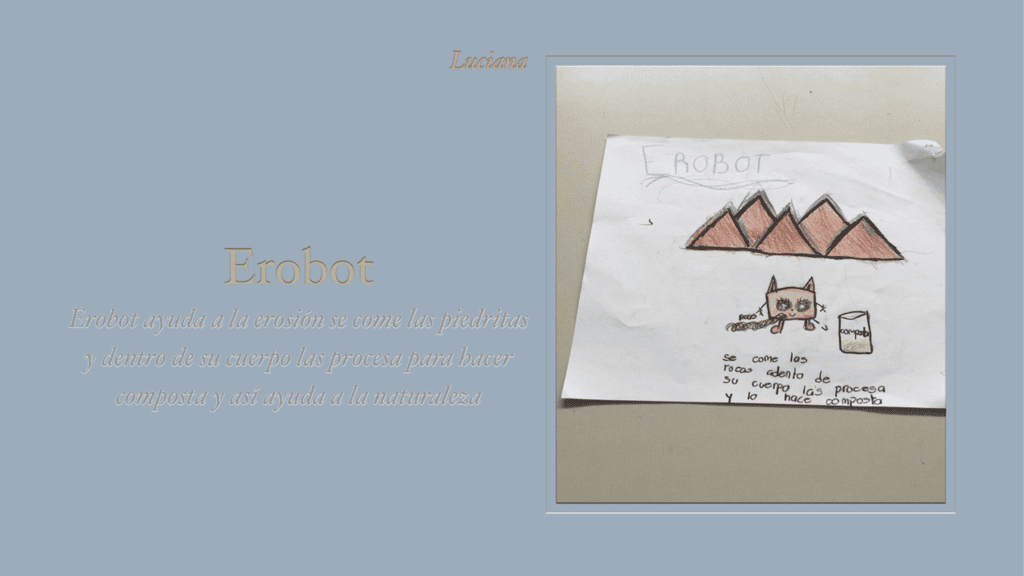 Luciana
Erobot
Erobot ayuda a la erosión se come las piedritas
y dentro de su cuerpo las procesa para hacer
composta y así ayuda a la naturaleza
EROBOT
composta
se come las
rocas adento de
su cuerpo las procesa
y lo hace composta